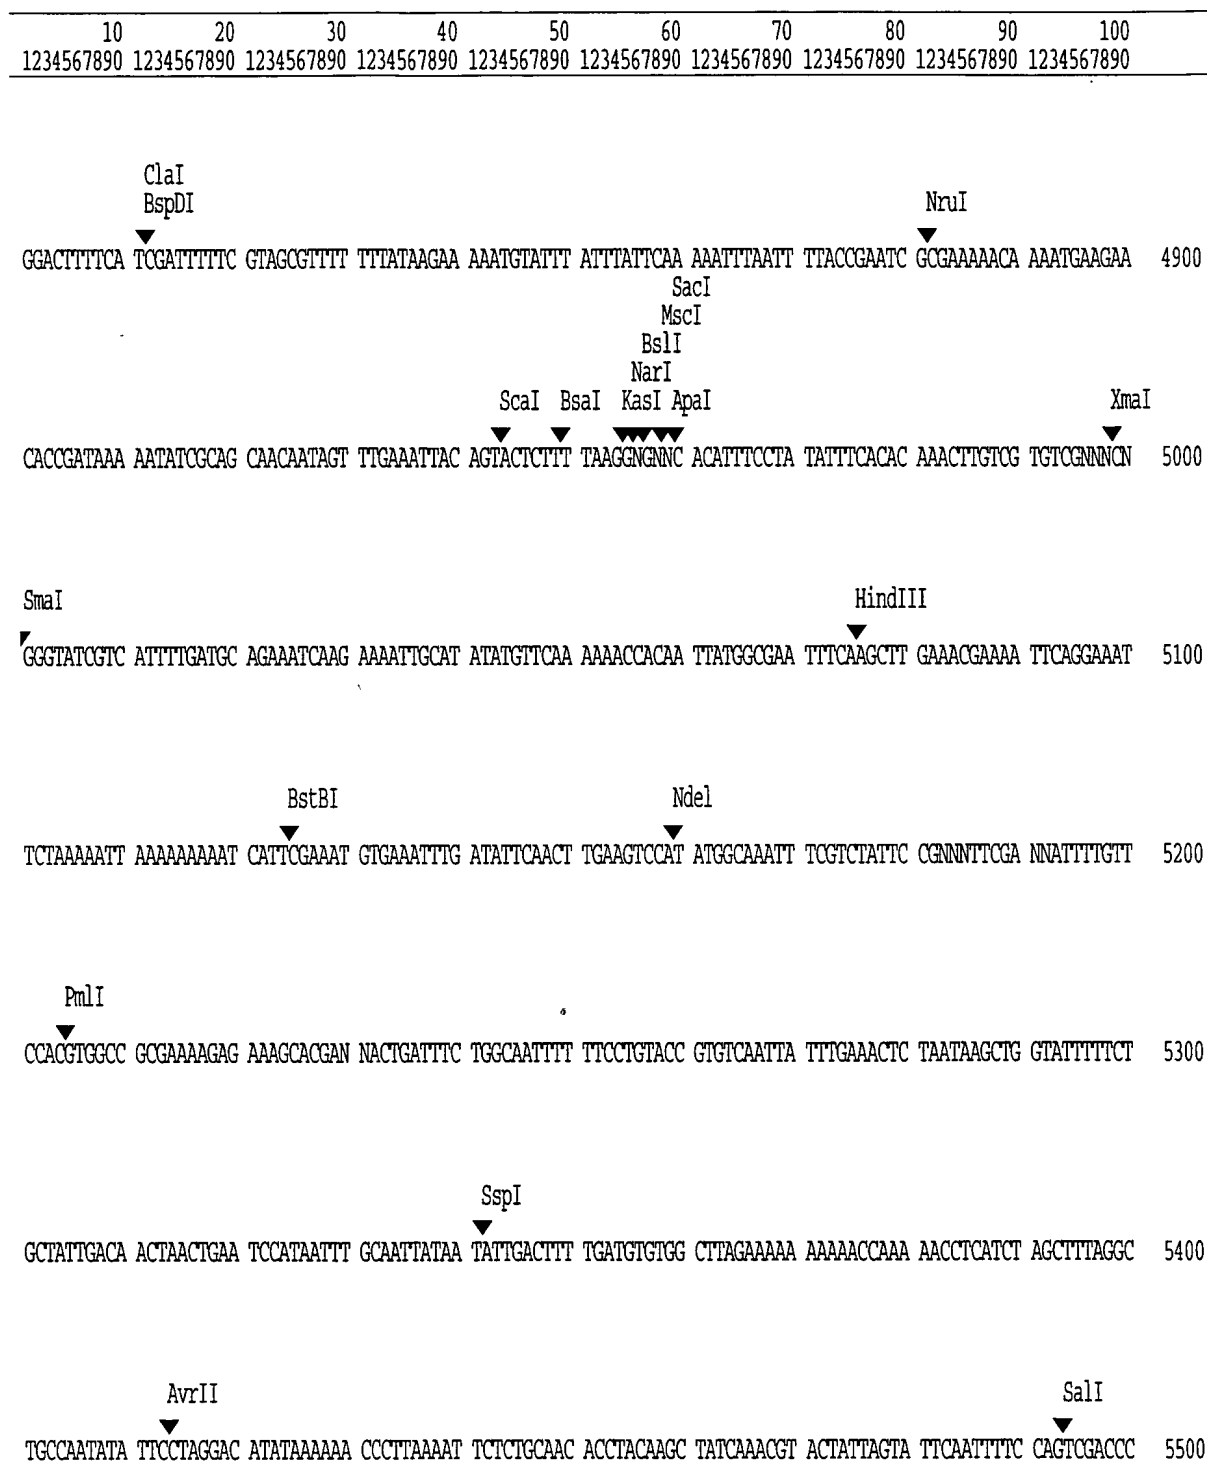 10 20 30 40 50 60 70 80 90 100
1234567890 1234567890 1234567890 1234567890 1234567890 1234567890 1234567890 1234567890 1234567890 1234567890
ClaI
BspDI NruI
GGACTTTTCA TCGATTTTTC GTAGCGTTTT TTTATAAGAA AAATGTATTT ATTTATTCAA AAATTTAATT TTACCGAATC GCGAAAAACA AAATGAAGAA 4900
SacI
MscI
BslI
NarI
ScaI BsaI KasI ApaI XmaI
CACCGATAAA AATATCGCAG CAACAATAGT TTGAAATTAC AGTACTCTTT TAAGGNGNNC ACATTTCCTA TATTTCACAC AAACTTGTCG TGTCGNNNCN 5000
SmaI HindIII
GGGTATCGTC ATTTTGATGC AGAAATCAAG AAAATTGCAT ATATGTTCAA AAAACCACAA TTATGGCGAA TTTCAAGCTT GAAACGAAAA TTCAGGAAAT 5100
BstBI NdeI
TCTAAAAATT AAAAAAAAAT CATTCGAAAT GTGAAATTTG ATATTCAACT TGAAGTCCAT ATGGCAAATT TCGTCTATTC CGNNNTTCGA NNATTTTGTT 5200
PmlI
CCACGTGGCC GCGAAAAGAG AAAGCACGAN NACTGATTTC TGGCAATTTT TTCCTGTACC GTGTCAATTA TTTGAAACTC TAATAAGCTG GTATTTTTCT 5300
SspI
GCTATTGACA ACTAACTGAA TCCATAATTT GCAATTATAA TATTGACTTT TGATGTGTGG CTTAGAAAAA AAAAACCAAA AACCTCATCT AGCTTTAGGC 5400
AvrII SalI
TGCCAATATA TTCCTAGGAC ATATAAAAAA CCCTTAAAAT TCTCTGCAAC ACCTACAAGC TATCAAACGT ACTATTAGTA TTCAATTTTC CAGTCGACCC 5500